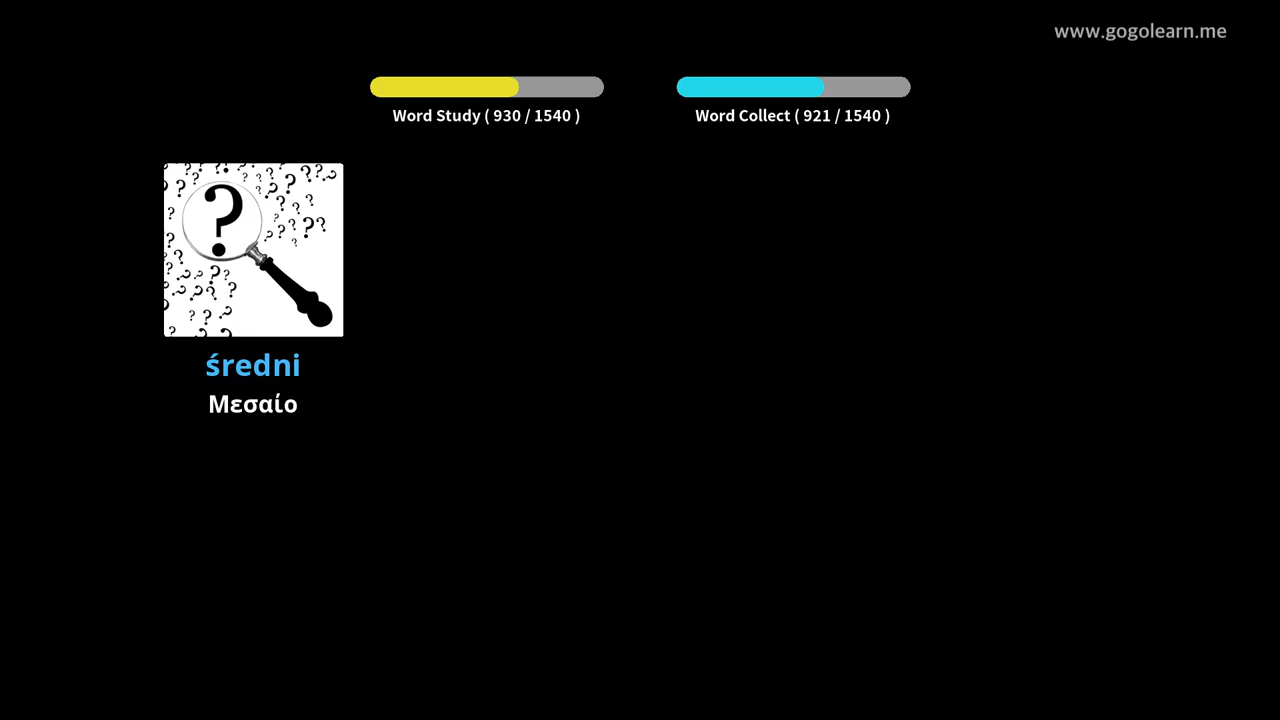 www.gogolearn.me
Word Study ( 930 / 1540 )
Word Collect ( 921 / 1540 )
średni
Μεσαίο